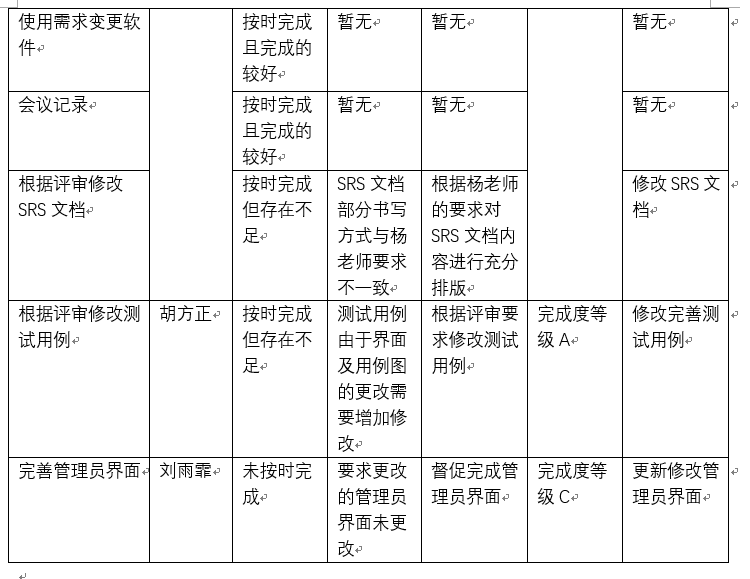 使用需求变更软
件
按时完成
且完成的
较好
暂无
暂无
暂无
会议记录
按时完成
且完成的
较好
暂无
暂无
暂无
根据评审修改
SRS 文档
按时完成
但存在不
足
SRS 文档
部分书写
方式与杨
老师要求
不一致
根据杨老师
的要求对
SRS 文档内
容进行充分
排版
修改 SRS 文
档
根据评审修改测
试用例
胡方正
按时完成
但存在不
足
测试用例
由于界面
及用例图
的更改需
要增加修
改
根据评审要
求修改测试
用例
完成度等
级 A
修改完善测
试用例
完善管理员界面
刘雨霏
未按时完
成
要求更改
的管理员
界面未更
改
督促完成管
理员界面
完成度等
级 C
更新修改管
理员界面